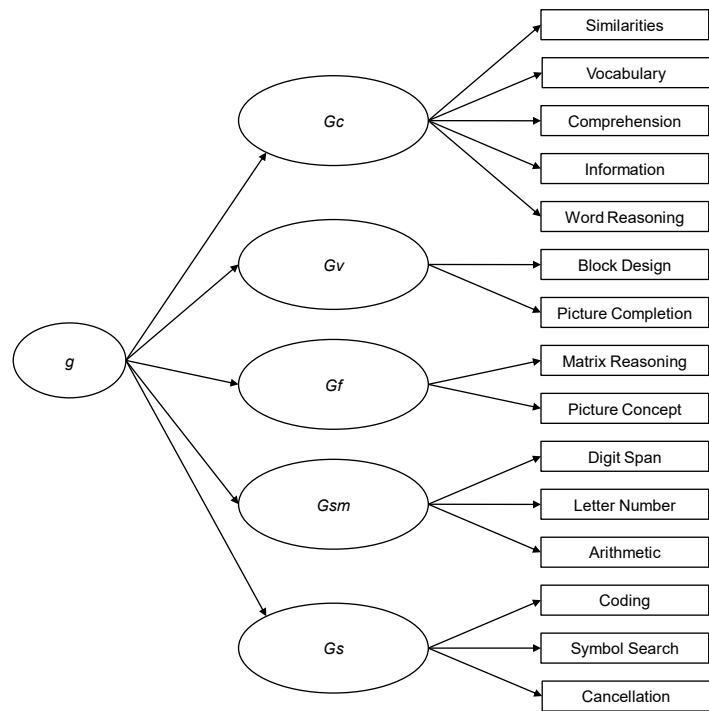 g
Gc
Gv
Gf
Gsm
Gs
Similarities
Vocabulary
Comprehension
Information
Word Reasoning
Block Design
Picture Completion
Matrix Reasoning
Picture Concept
Digit Span
Letter Number
Arithmetic
Coding
Symbol Search
Cancellation